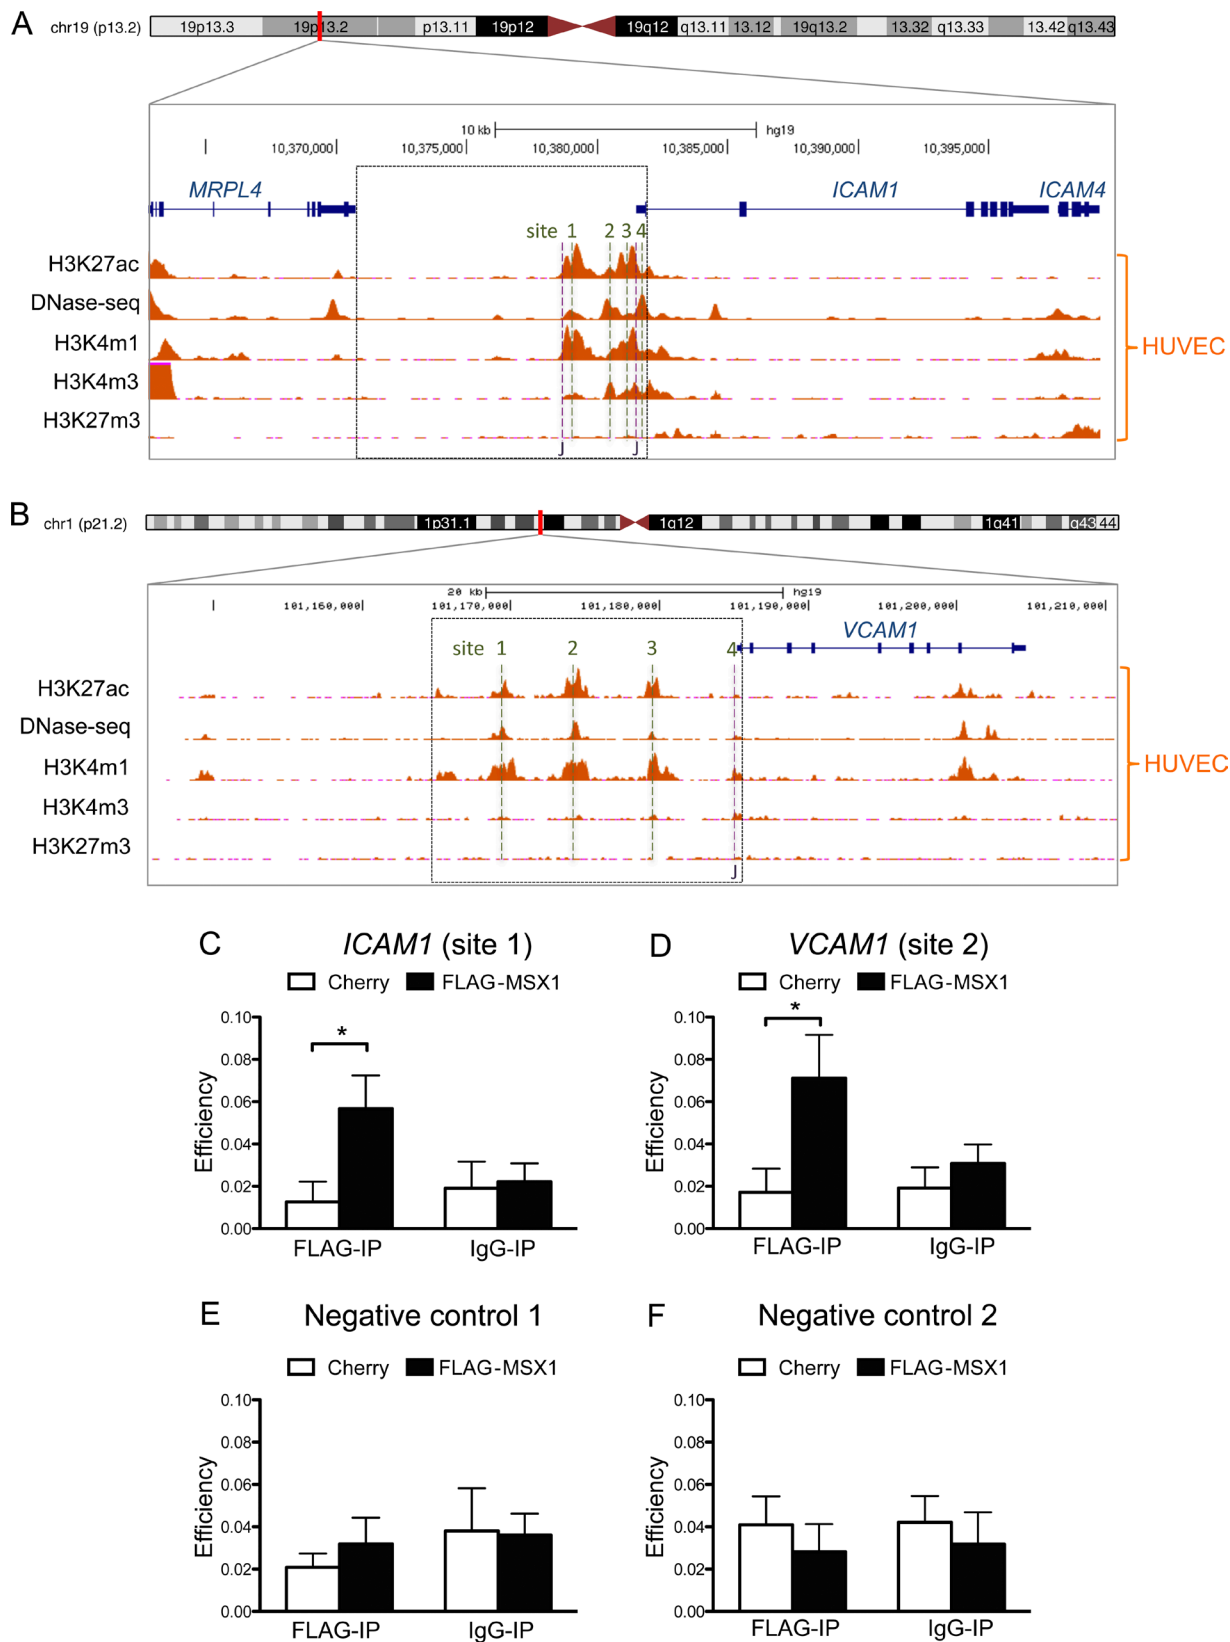 A
chr19 (p13.2)
19p13.3 19p13.2 p13.11 19p12 19q12 q13.11 13.12 19q13.2 13.32 q13.33 13.42 q13.43
10 kb hg19
10,370,000 10,375,000 10,380,000 10,385,000 10,390,000 10,395,000
MRPL4 ICAM1 ICAM4
site 1 2 3 4
H3K27ac
DNase-seq
H3K4m1
HUVEC
H3K4m3
H3K27m3
J J
B
chr1 (p21.2)
1p31.1 1q12 1q41 q43 44
20 kb hg19
101,160,000 101,170,000 101,180,000 101,190,000 101,200,000 101,210,000
VCAM1
site 1 2 3 4
H3K27ac
DNase-seq
H3K4m1
HUVEC
H3K4m3
H3K27m3
J
C ICAM1 (site 1)
Cherry FLAG-MSX1
0.10
0.08
0.06
0.04
0.02
0.00
Efficiency
*
FLAG-IP IgG-IP
D VCAM1 (site 2)
Cherry FLAG-MSX1
0.10
0.08
0.06
0.04
0.02
0.00
Efficiency
*
FLAG-IP IgG-IP
E Negative control 1
Cherry FLAG-MSX1
0.10
0.08
0.06
0.04
0.02
0.00
Efficiency
FLAG-IP IgG-IP
F Negative control 2
Cherry FLAG-MSX1
0.10
0.08
0.06
0.04
0.02
0.00
Efficiency
FLAG-IP IgG-IP